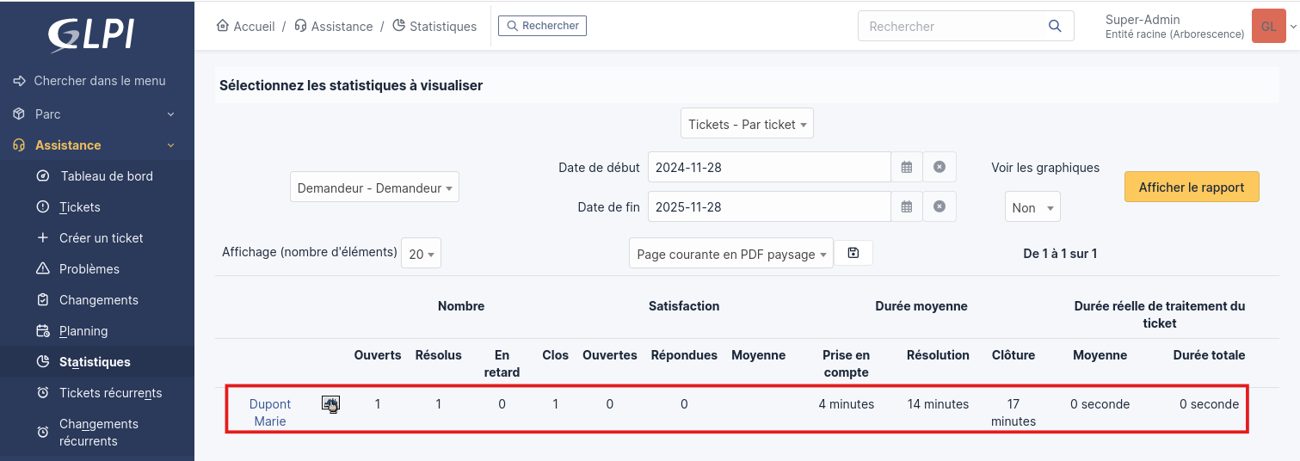 GLPI
Accueil / Assistance / Statistiques
Rechercher
Rechercher
Super-Admin
Entité racine (Arborescence)
GL
Chercher dans le menu
Parc
Assistance
Tableau de bord
Tickets
Créer un ticket
Problèmes
Changements
Planning
Statistiques
Tickets récurrents
Changements
récurrents
Sélectionnez les statistiques à visualiser
Tickets - Par ticket
Demandeur - Demandeur
Date de début 2024-11-28
Date de fin 2025-11-28
Voir les graphiques
Non
Afficher le rapport
Affichage (nombre d'éléments) 20
Page courante en PDF paysage
De 1 à 1 sur 1
Nombre Satisfaction Durée moyenne Durée réelle de traitement du
ticket
Ouverts Résolus En Clos Ouvertes Répondues Moyenne Prise en Résolution Clôture Moyenne Durée totale
retard compte
Dupont 1 1 0 1 0 0 4 minutes 14 minutes 17 0 seconde 0 seconde
Marie minutes